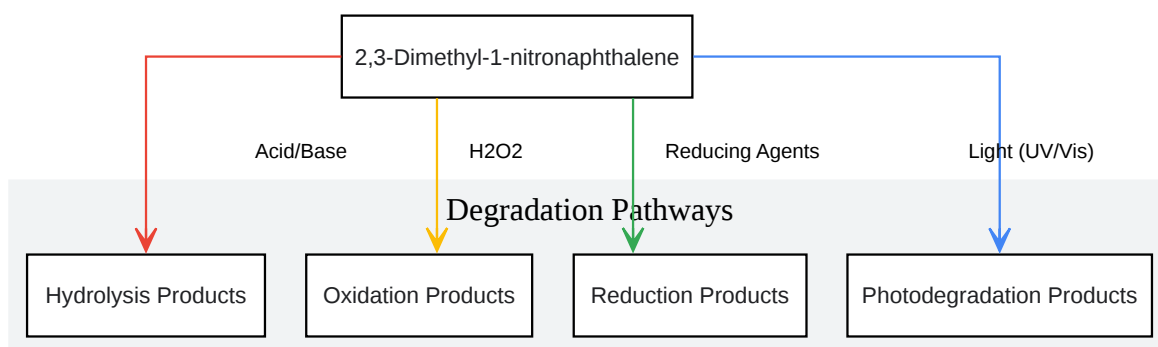 2,3-Dimethyl-1-nitronaphthalene
Acid/Base
H2O2
Reducing Agents
Light (UV/Vis)
Degradation Pathways
Hydrolysis Products
Oxidation Products
Reduction Products
Photodegradation Products